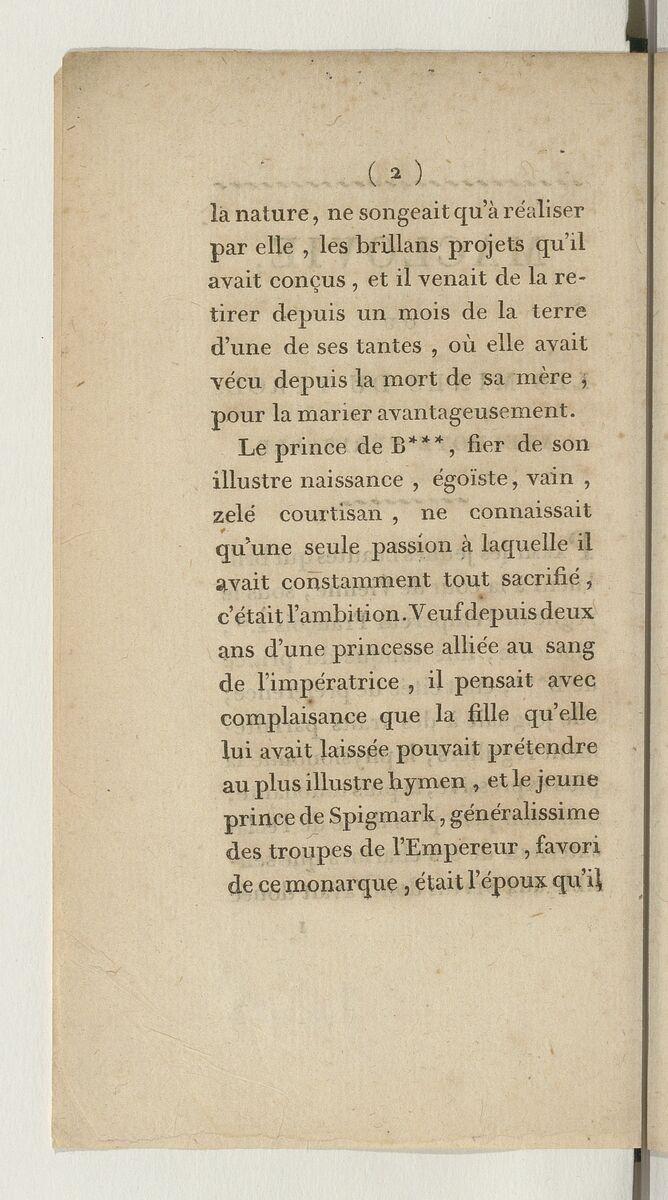 ( 2 )
la nature, ne songeait qu'à réaliser
par elle , les brillans projets qu'il
avait conçus , et il venait de la re-
tirer depuis un mois de la terre
d'une de ses tantes , où elle avait
vécu depuis la mort de sa mère ,
pour la marier avantageusement.
Le prince de B***, fier de son
illustre naissance , égoïste, vain ,
zelé courtisan , ne connaissait
qu'une seule passion à laquelle il
avait constamment tout sacrifié ,
c'était l'ambition. Veuf depuis deux
ans d'une princesse alliée au sang
de l'impératrice , il pensait avec
complaisance que la fille qu'elle
lui avait laissée pouvait prétendre
au plus illustre hymen , et le jeune
prince de Spigmark, généralissime
des troupes de l'Empereur , favori
de ce monarque , était l'époux qu'il